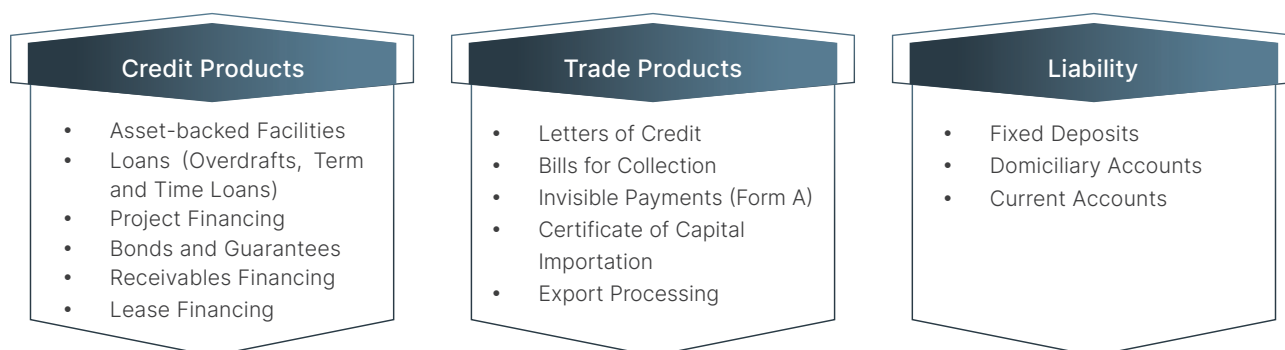 Credit Products
• Asset-backed Facilities
• Loans (Overdrafts, Term
and Time Loans)
• Project Financing
• Bonds and Guarantees
• Receivables Financing
• Lease Financing
Trade Products
• Letters of Credit
• Bills for Collection
• Invisible Payments (Form A)
• Certificate of Capital
Importation
• Export Processing
Liability
• Fixed Deposits
• Domiciliary Accounts
• Current Accounts